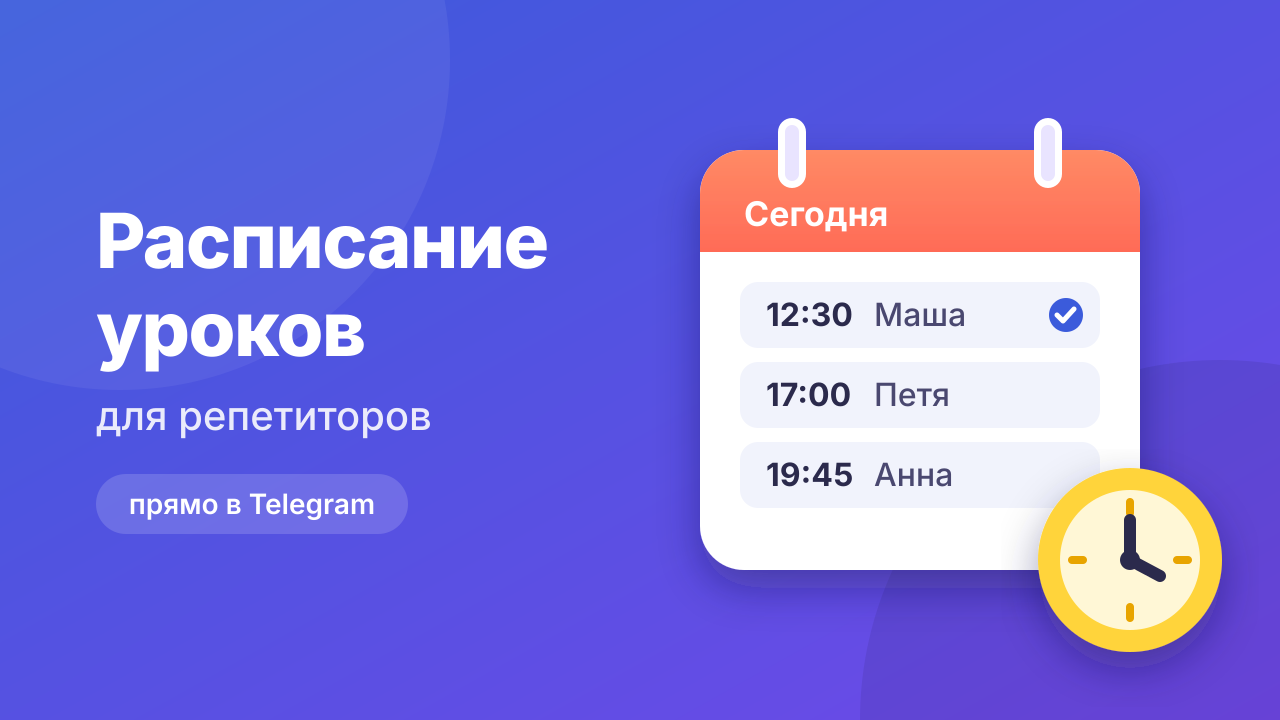 Расписание
уроков
для репетиторов
прямо в Telegram
Сегодня
12:30 Маша
17:00 Петя
19:45 Анна